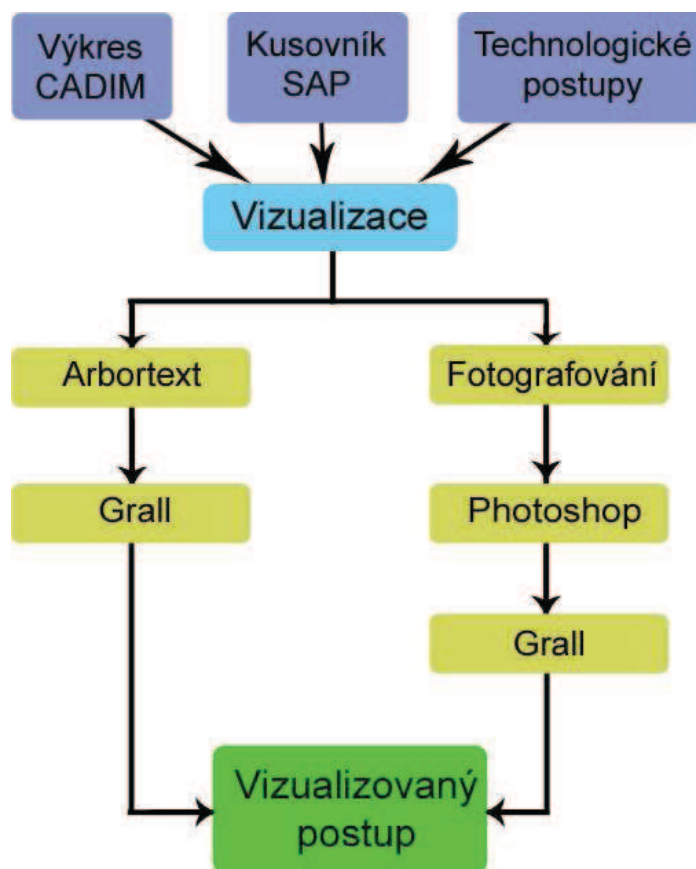 Výkres
CADIM
Kusovník
SAP
Technologické
postupy
Vizualizace
Arbortext
Fotografování
Grall
Photoshop
Grall
Vizualizovaný
postup